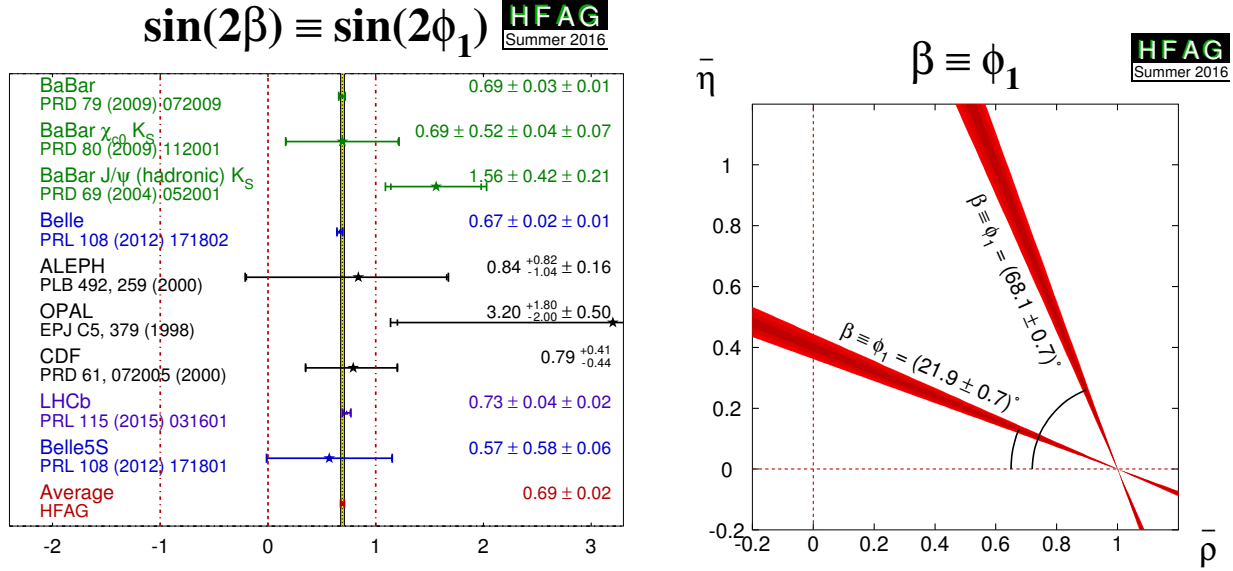 sin(2β) ≡ sin(2ϕ₁)
HFAG
Summer 2016
BaBar
PRD 79 (2009) 072009
0.69 ± 0.03 ± 0.01
BaBar χ_c0 K_S
PRD 80 (2009) 112001
0.69 ± 0.52 ± 0.04 ± 0.07
BaBar J/ψ (hadronic) K_S
PRD 69 (2004) 052001
1.56 ± 0.42 ± 0.21
Belle
PRL 108 (2012) 171802
0.67 ± 0.02 ± 0.01
ALEPH
PLB 492, 259 (2000)
0.84 +0.82 -1.04 ± 0.16
OPAL
EPJ C5, 379 (1998)
3.20 +1.80 -2.00 ± 0.50
CDF
PRD 61, 072005 (2000)
0.79 +0.41 -0.44
LHCb
PRL 115 (2015) 031601
0.73 ± 0.04 ± 0.02
Belle5S
PRL 108 (2012) 171801
0.57 ± 0.58 ± 0.06
Average
HFAG
0.69 ± 0.02
-2 -1 0 1 2 3
β ≡ ϕ₁
HFAG
Summer 2016
η̄
1
0.8
0.6
0.4
0.2
0
-0.2
β ≡ ϕ₁ = (68.1 ± 0.7)°
β ≡ ϕ₁ = (21.9 ± 0.7)°
-0.2 0 0.2 0.4 0.6 0.8 1
ρ̄